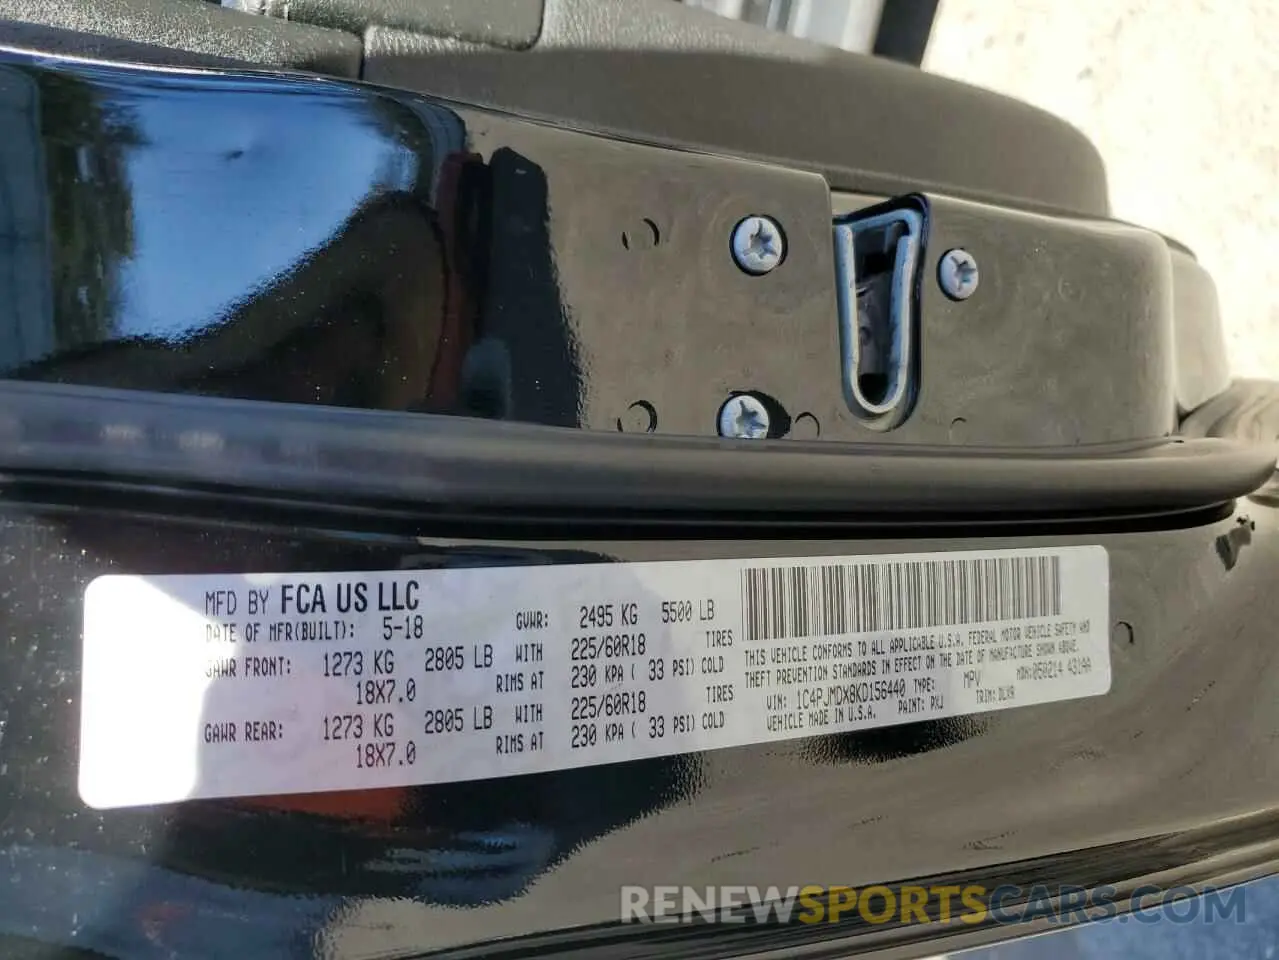 MFD BY FCA US LLC
DATE OF MFR(BUILT): 5-18 GVWR: 2495 KG 5500 LB
GAWR FRONT: 1273 KG 2805 LB WITH 225/60R18 TIRES
18X7.0 RIMS AT 230 KPA ( 33 PSI) COLD
GAWR REAR: 1273 KG 2805 LB WITH 225/60R18 TIRES
18X7.0 RIMS AT 230 KPA ( 33 PSI) COLD
THIS VEHICLE CONFORMS TO ALL APPLICABLE U.S.A. FEDERAL MOTOR VEHICLE SAFETY AND
THEFT PREVENTION STANDARDS IN EFFECT ON THE DATE OF MANUFACTURE SHOWN ABOVE.
VIN: 1C4PJMDX8KD156440 TYPE: MPV MDH:050214 431AA
VEHICLE MADE IN U.S.A. PAINT: PXJ TRIM: DLX9
RENEWSPORTSCARS.COM